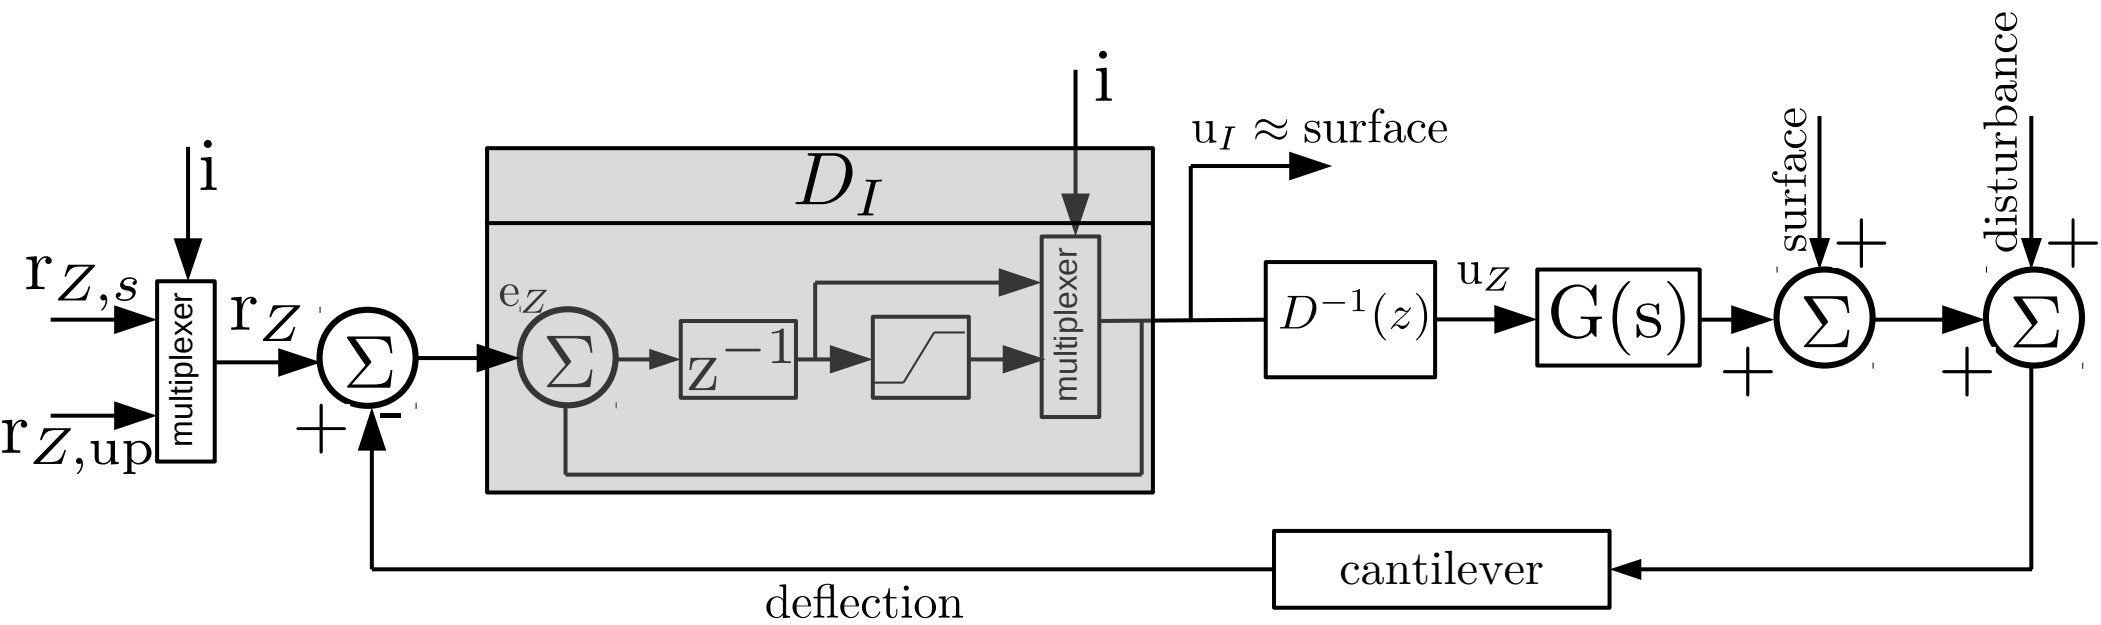 i
r_{Z,s}
r_{Z,up}
multiplexer
r_Z
Σ
+
-
D_I
i
e_Z
Σ
z^{-1}
multiplexer
u_I ≈ surface
D^{-1}(z)
u_Z
G(s)
surface
+
Σ
+
disturbance
+
Σ
+
cantilever
deflection